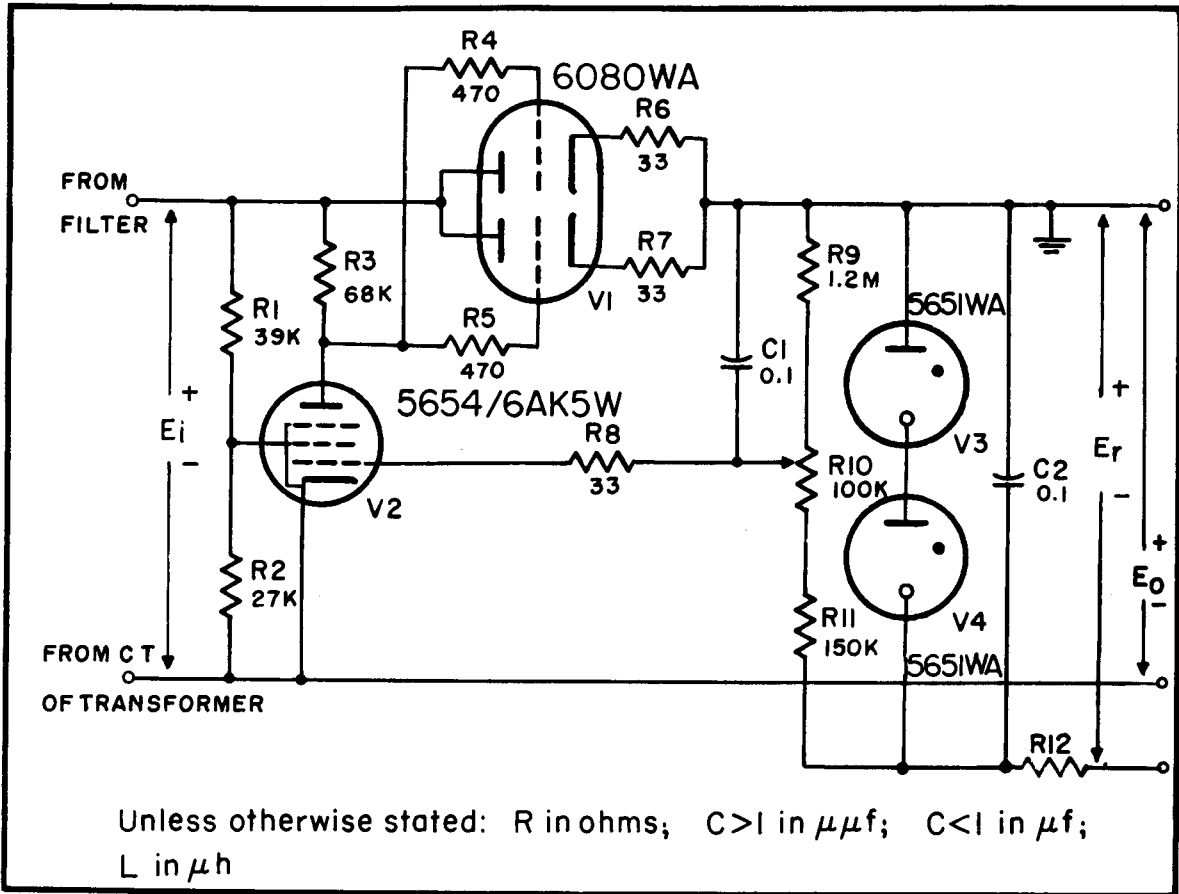 R4
470
6080WA
R6
33
FROM
FILTER
R3
68K
R7
33
V1
R9
1.2M
R1
39K
R5
470
5651WA
C1
0.1
+
Ei
-
5654/6AK5W
V3
+
Er
-
R8
33
R10
100K
C2
0.1
V2
R2
27K
+
Eo
-
R11
150K
V4
FROM CT
OF TRANSFORMER
5651WA
R12
Unless otherwise stated: R in ohms; C>1 in μμf; C<1 in μf;
L in μh